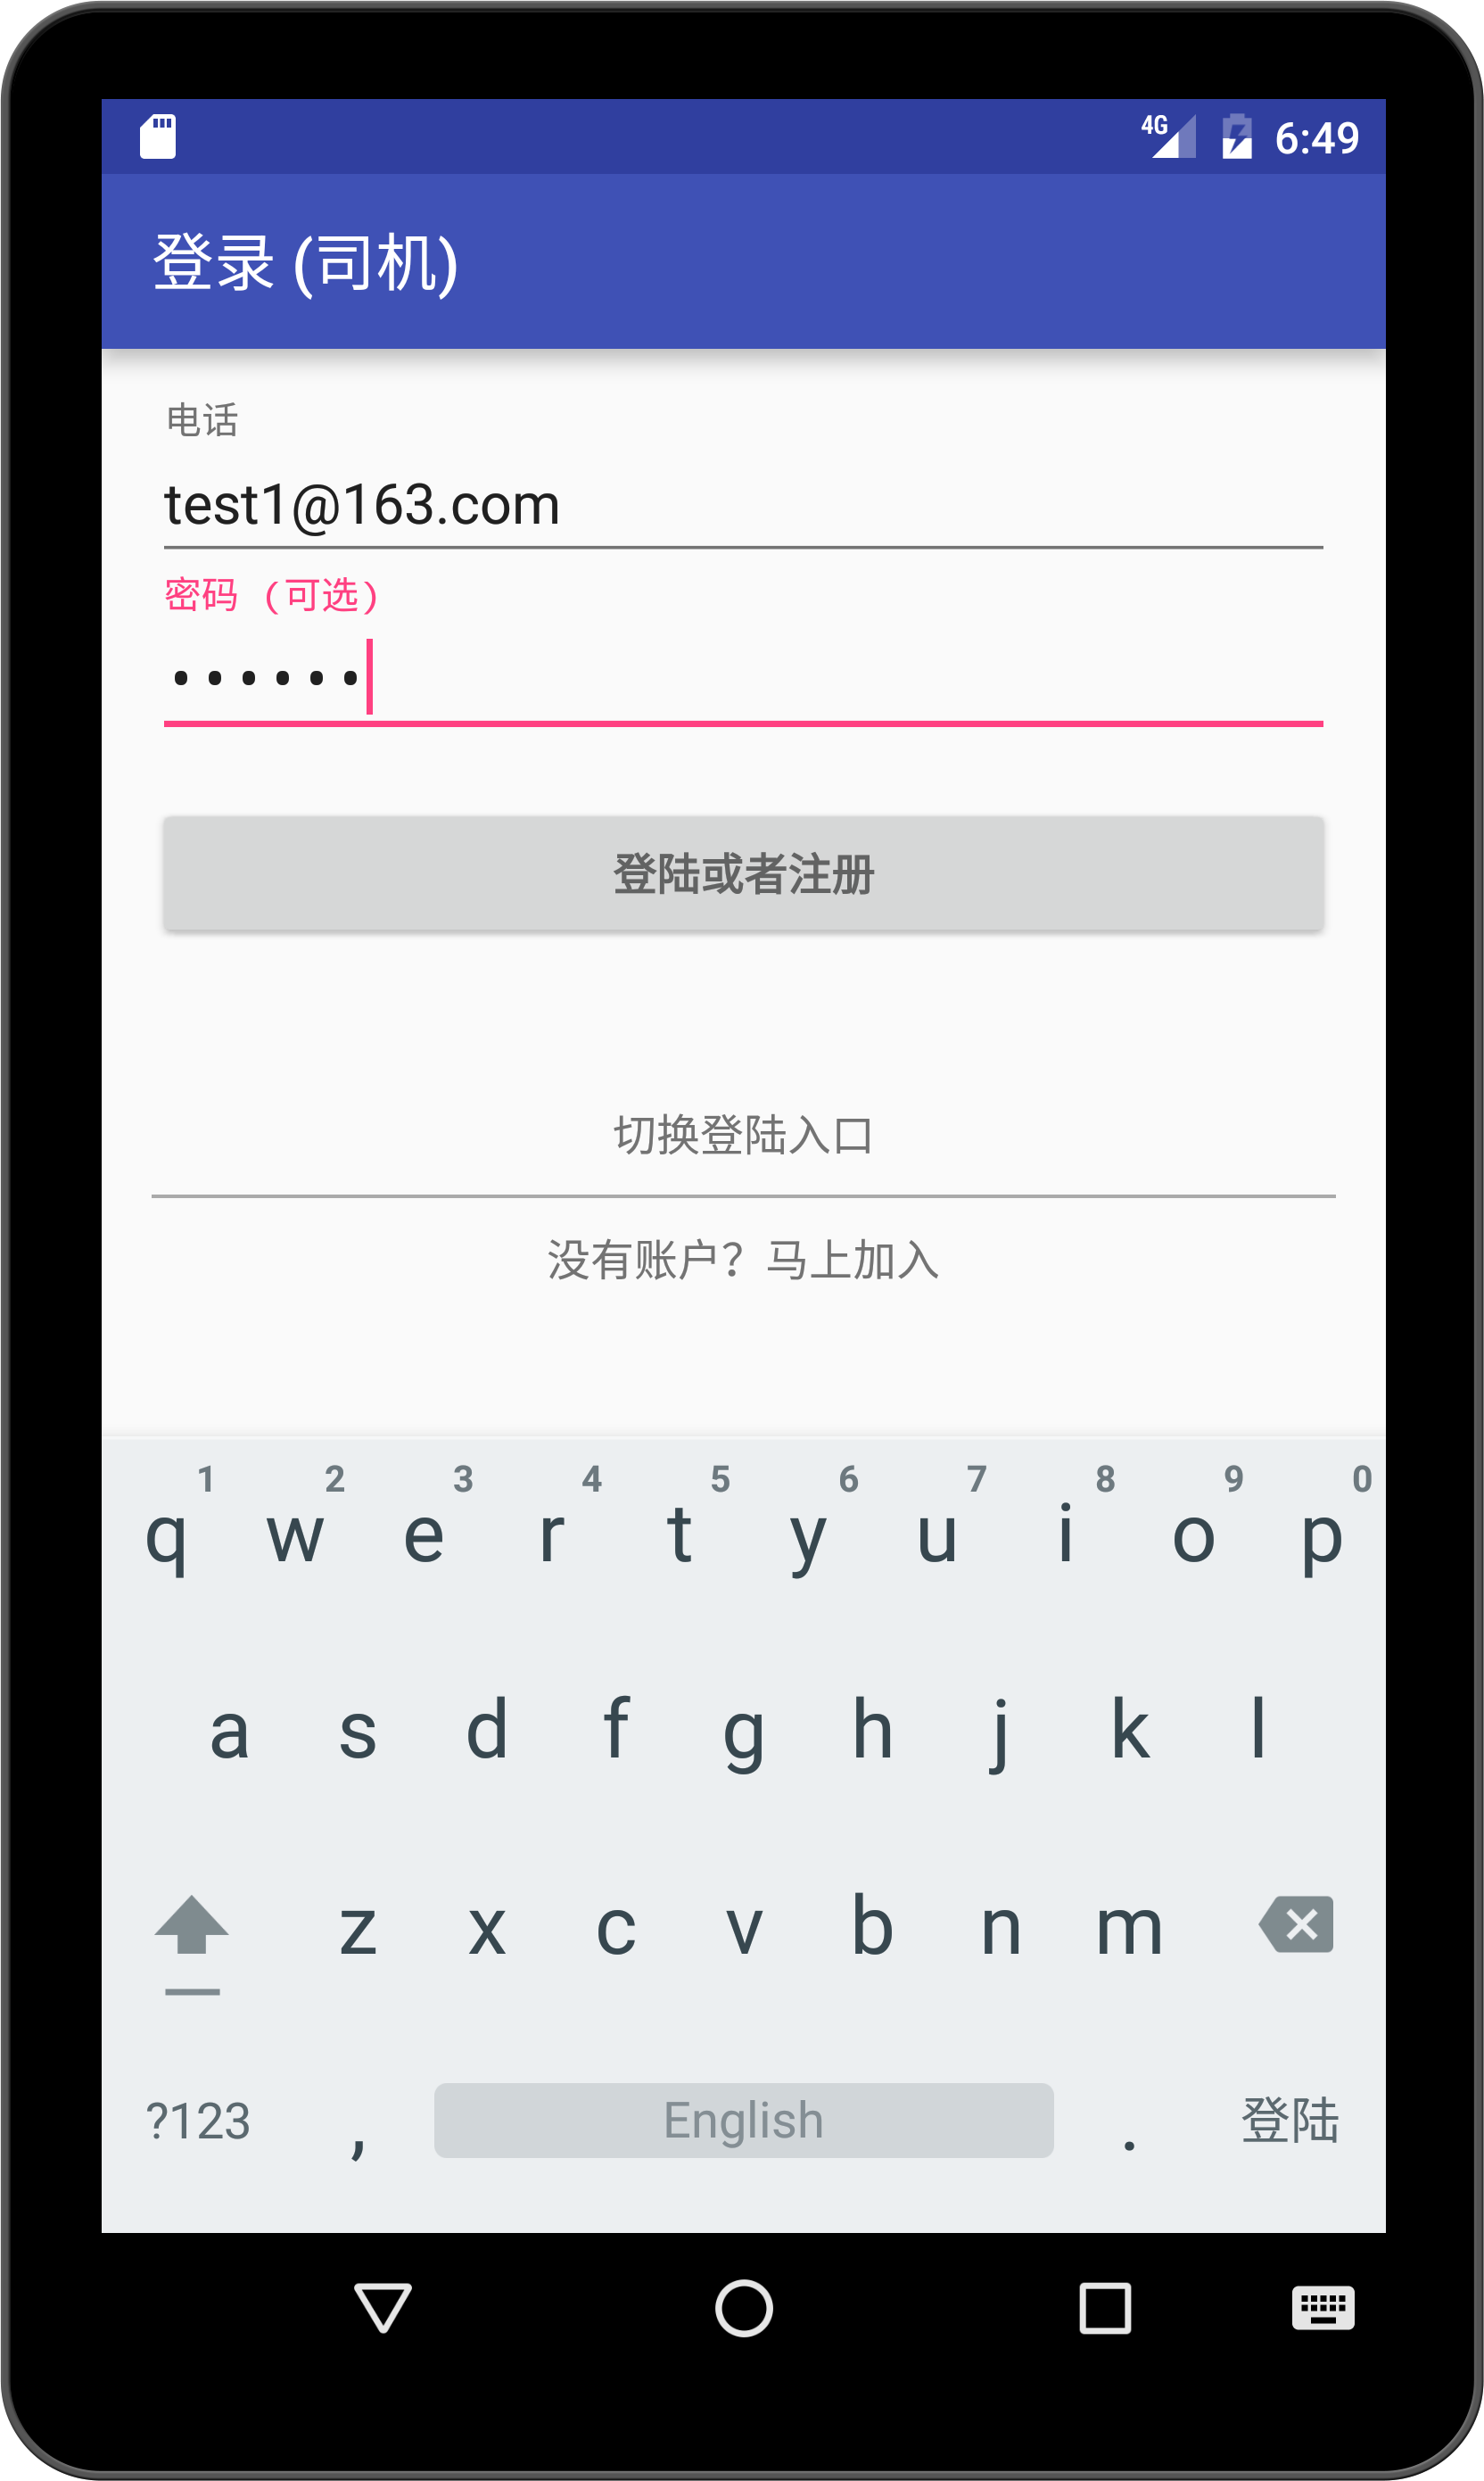 4G 6:49
登录 (司机)
电话
test1@163.com
密码 (可选)
••••••
登陆或者注册
切换登陆入口
没有账户? 马上加入
1 2 3 4 5 6 7 8 9 0
q w e r t y u i o p
a s d f g h j k l
z x c v b n m
?123 , English . 登陆